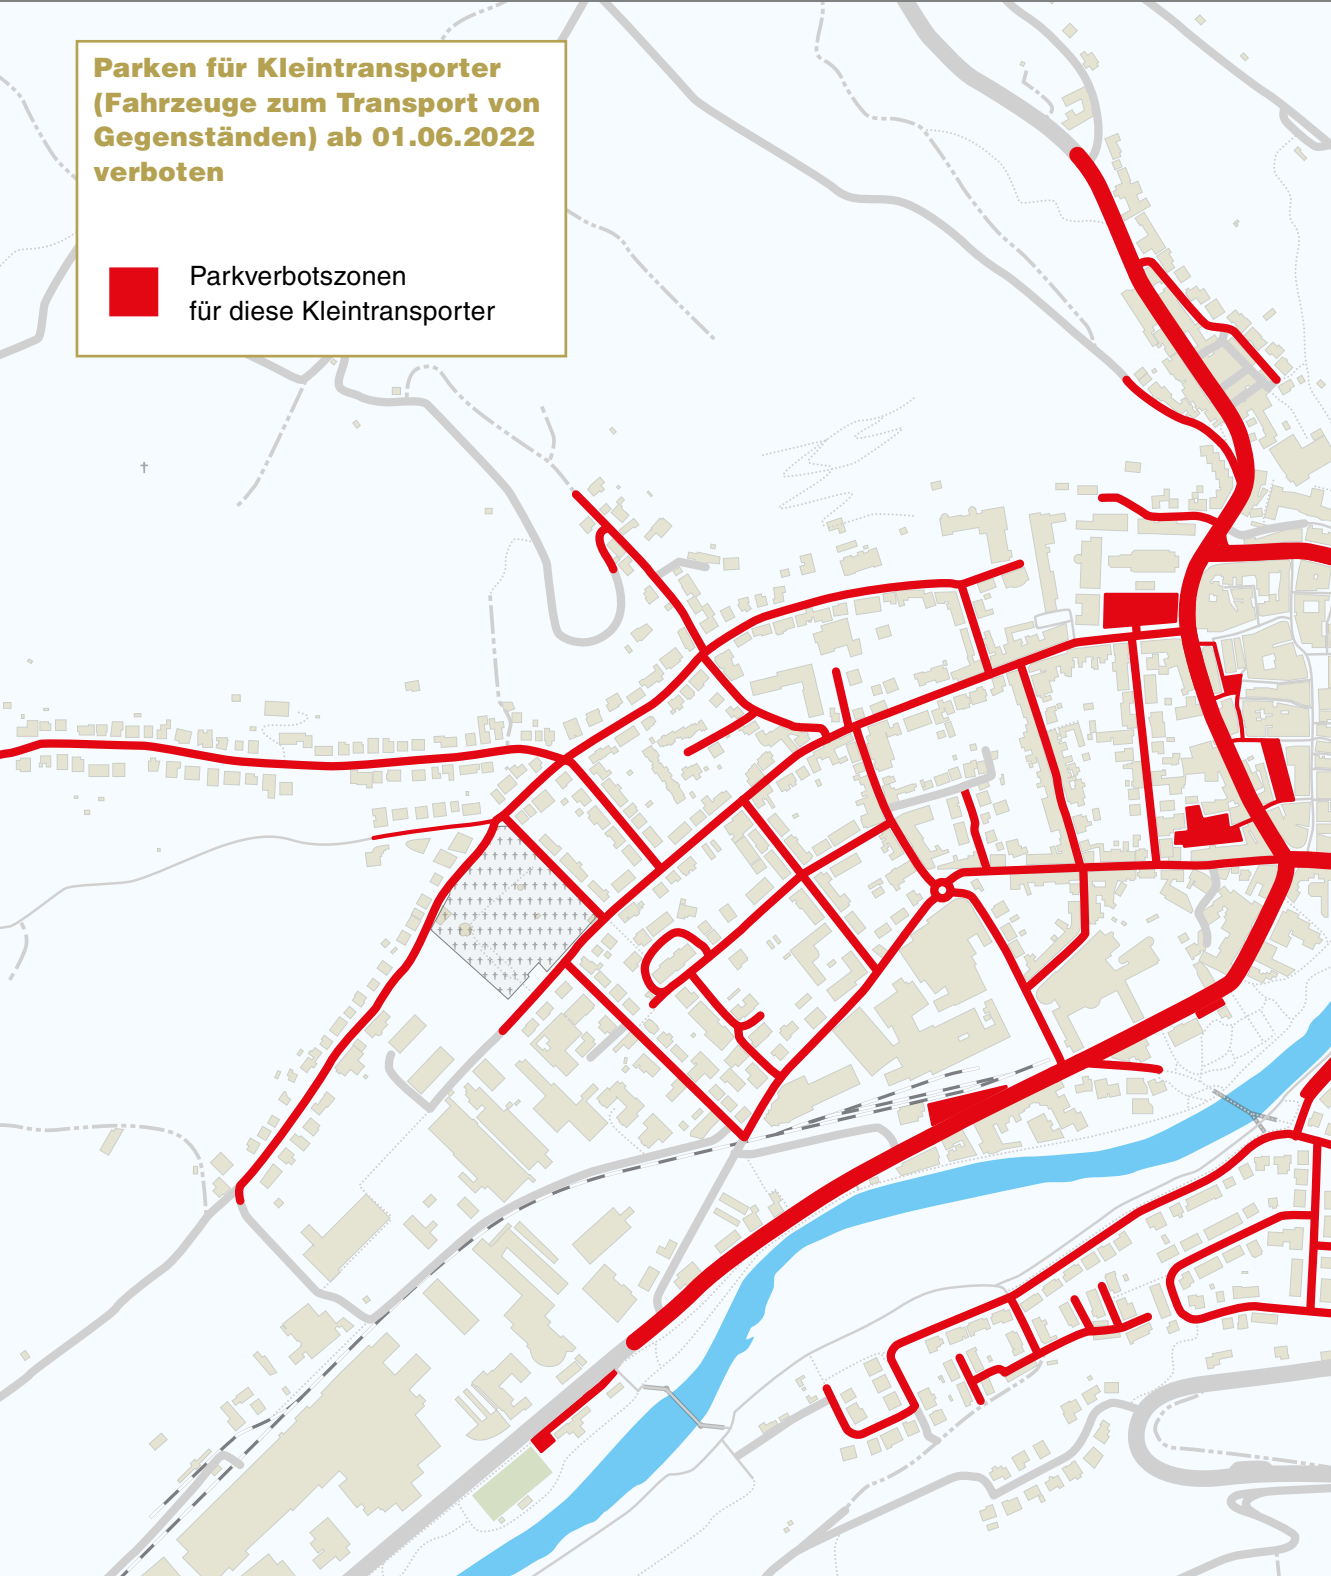 Parken für Kleintransporter
(Fahrzeuge zum Transport von
Gegenständen) ab 01.06.2022
verboten
Parkverbotszonen
für diese Kleintransporter